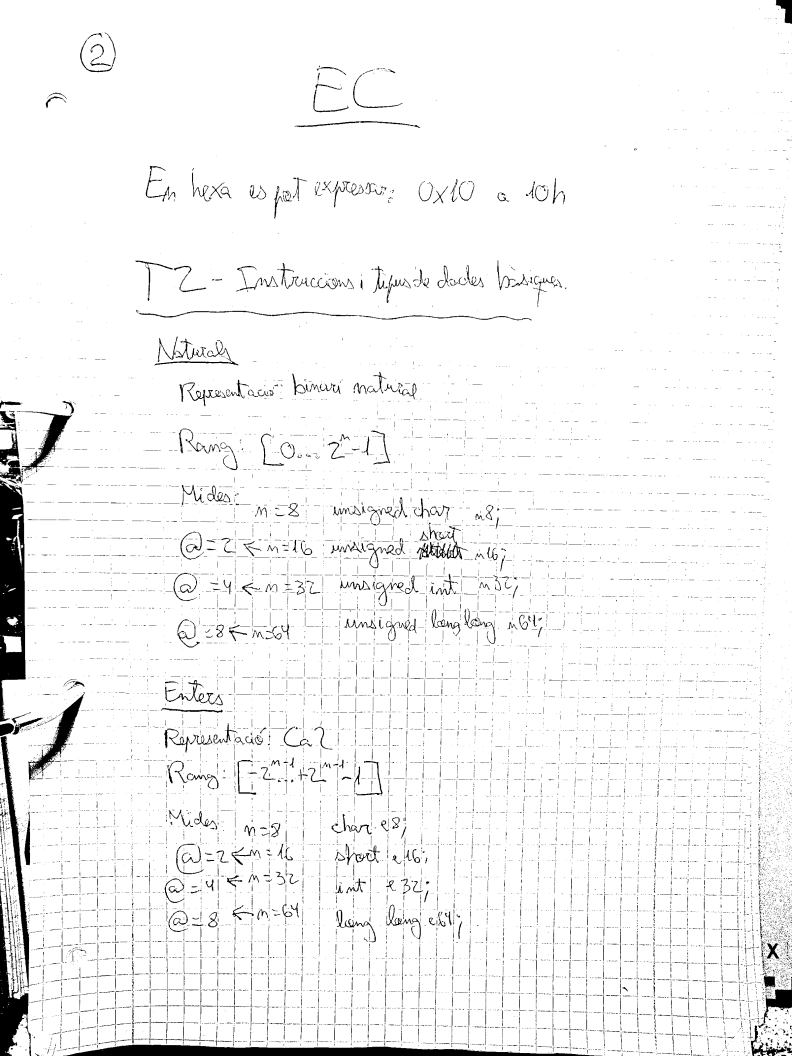 2
EC
En hexa es pot expressar: 0x10 o 10h
T2 - Instruccions i tipus de dades bàsiques.
Naturals
Representació: binari natural
Rang: [0... 2^n-1]
Mides:
n=8 unsigned char n8;
@=2 ← n=16 unsigned short n16;
@=4 ← n=32 unsigned int n32;
@=8 ← n=64 unsigned long long n64;
Enters
Representació: Ca2
Rang: [-2^n-1...+2^n-1-1]
Mides: n=8 char e8;
@=2 ← n=16 short e16;
@=4 ← n=32 int e32;
@=8 ← n=64 long long e64;
X